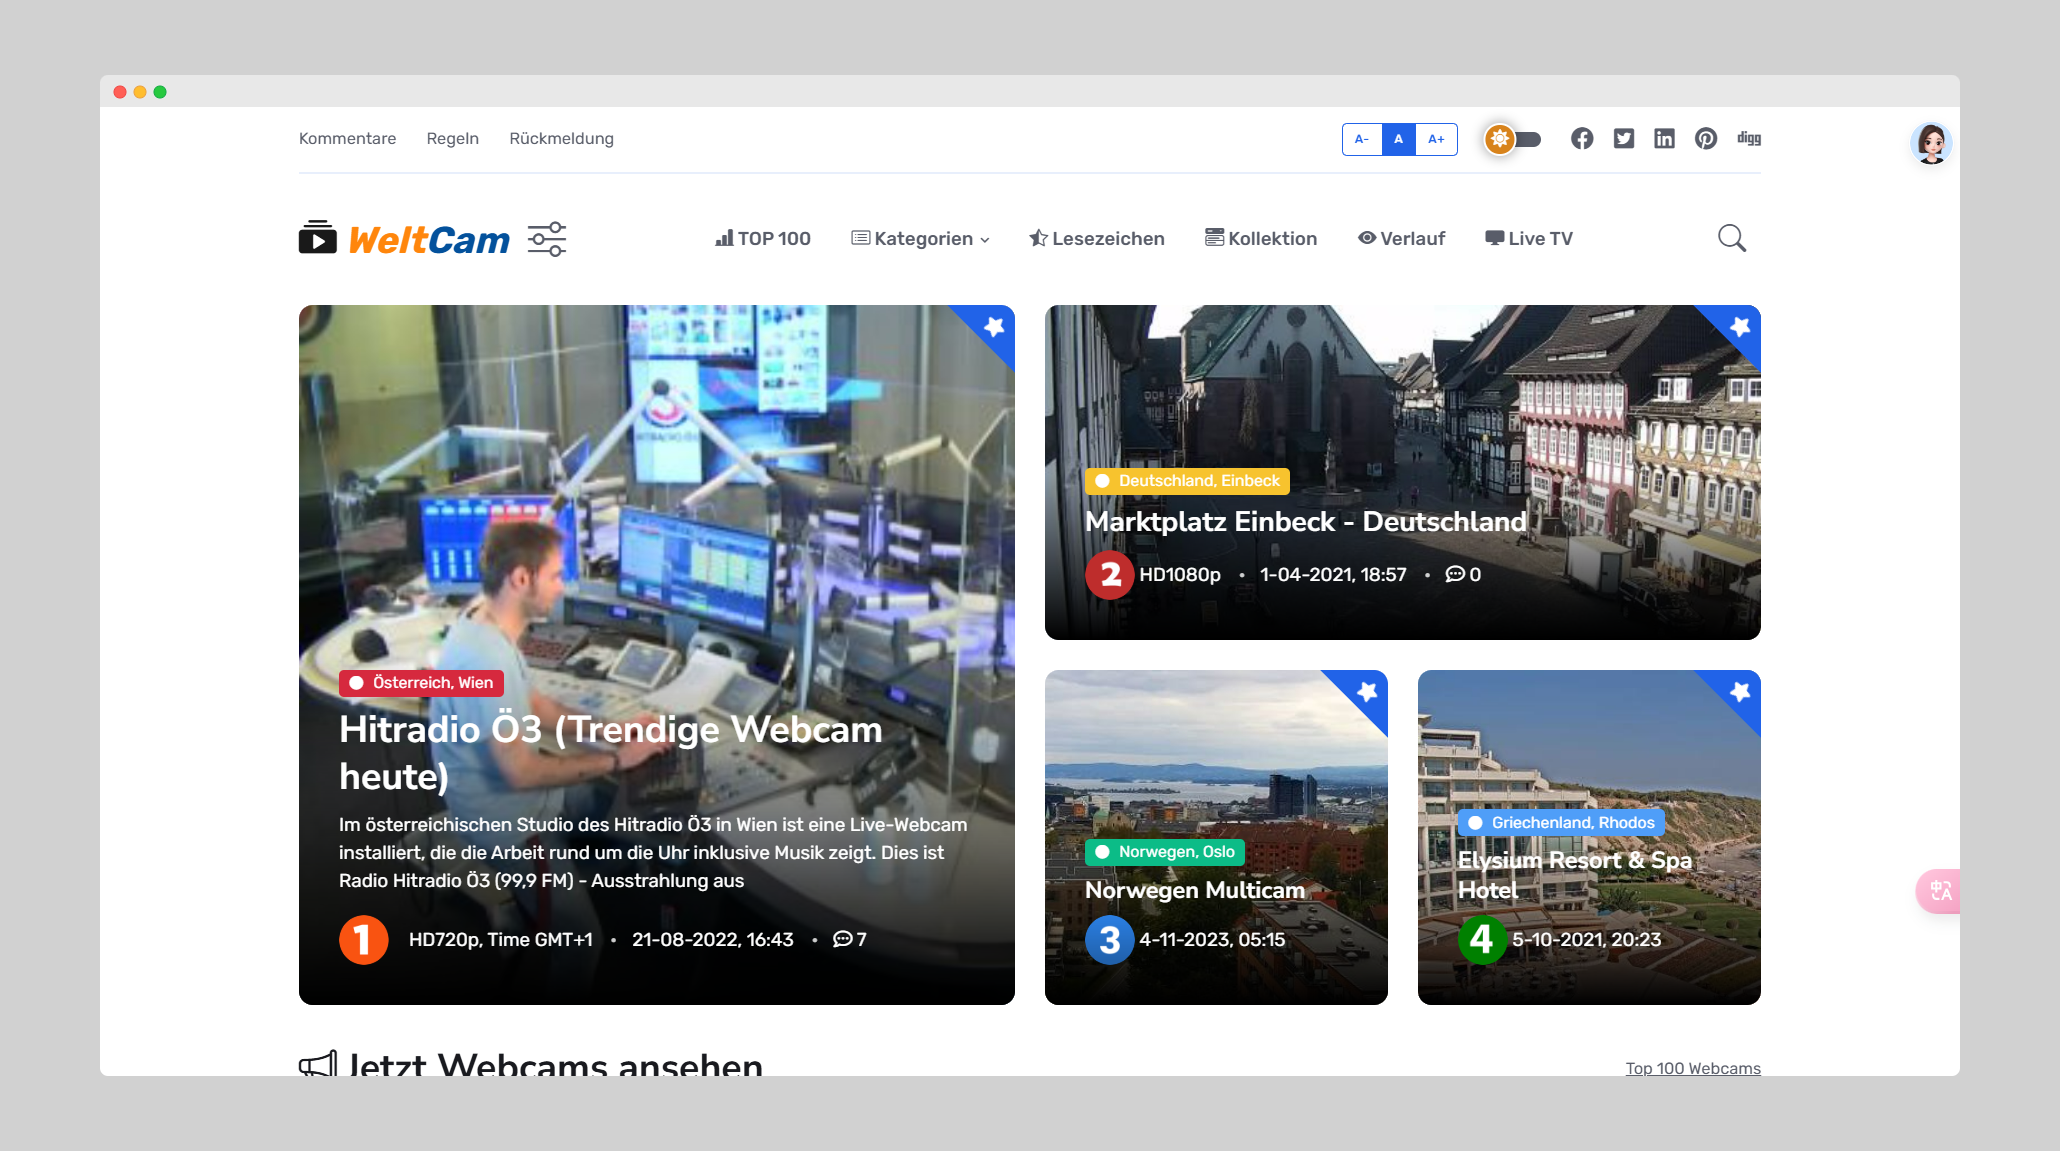 Kommentare Regeln Rückmeldung
A- A A+
digg
WeltCam
TOP 100 Kategorien Lesezeichen Kollektion Verlauf Live TV
Österreich, Wien
Hitradio Ö3 (Trendige Webcam
heute)
Im österreichischen Studio des Hitradio Ö3 in Wien ist eine Live-Webcam
installiert, die die Arbeit rund um die Uhr inklusive Musik zeigt. Dies ist
Radio Hitradio Ö3 (99,9 FM) - Ausstrahlung aus
1 HD720p, Time GMT+1 • 21-08-2022, 16:43 • 7
Deutschland, Einbeck
Marktplatz Einbeck - Deutschland
2 HD1080p • 1-04-2021, 18:57 • 0
Norwegen, Oslo
Norwegen Multicam
3 4-11-2023, 05:15
Griechenland, Rhodos
Elysium Resort & Spa
Hotel
4 5-10-2021, 20:23
中A
Jetzt Webcams ansehen
Top 100 Webcams